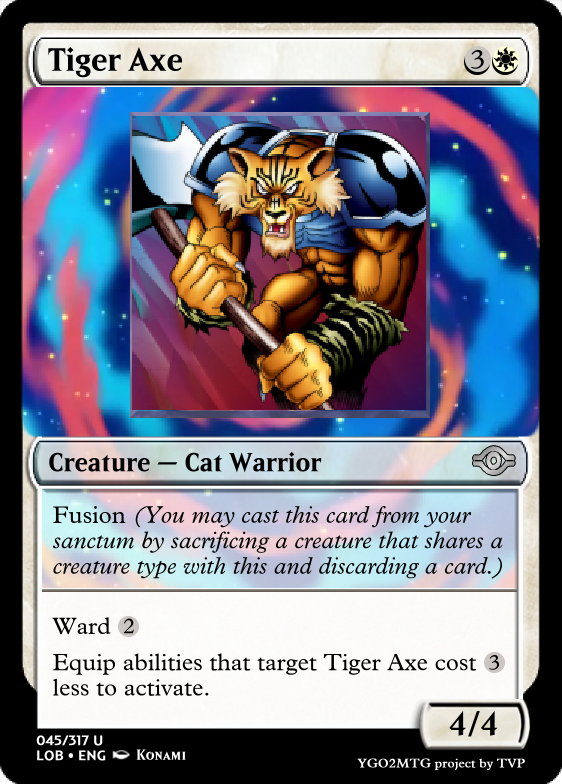 Tiger Axe 3
Creature — Cat Warrior
Fusion (You may cast this card from your
sanctum by sacrificing a creature that shares a
creature type with this and discarding a card.)
Ward 2
Equip abilities that target Tiger Axe cost 3
less to activate.
4/4
045/317 U
LOB • ENG Konami
YGO2MTG project by TVP